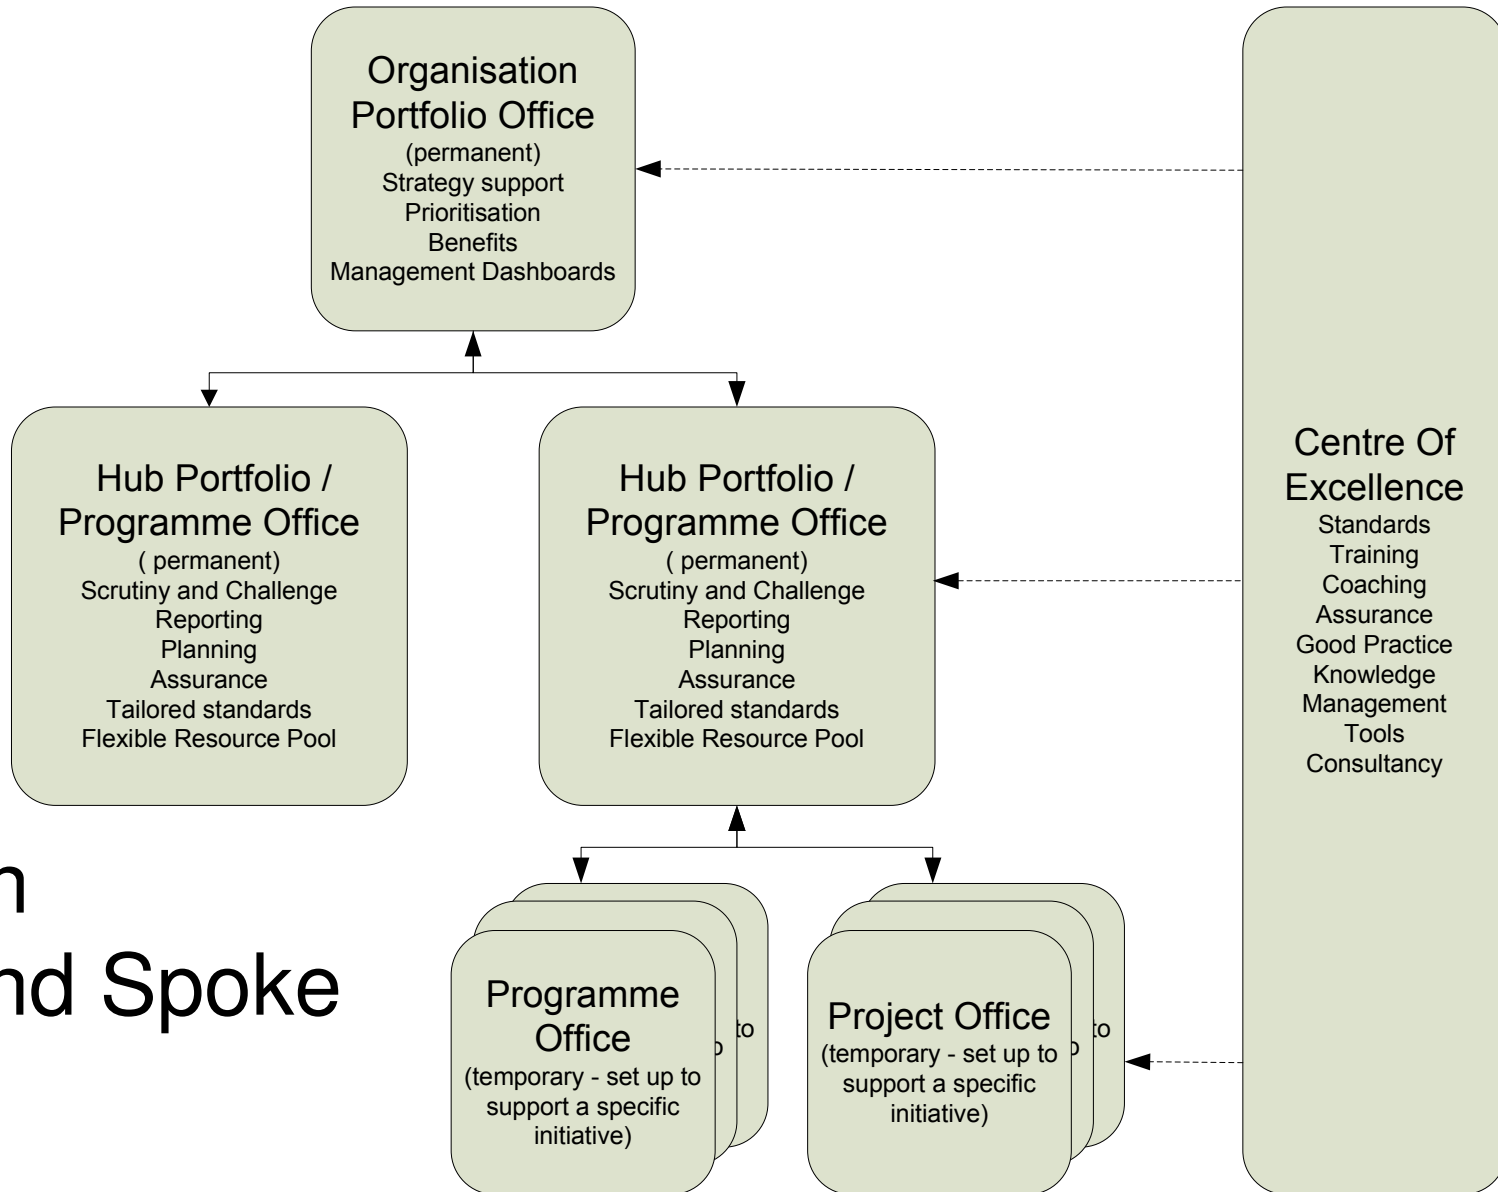 Organisation
Portfolio Office
(permanent)
Strategy support
Prioritisation
Benefits
Management Dashboards
Hub Portfolio /
Programme Office
( permanent)
Scrutiny and Challenge
Reporting
Planning
Assurance
Tailored standards
Flexible Resource Pool
Hub Portfolio /
Programme Office
( permanent)
Scrutiny and Challenge
Reporting
Planning
Assurance
Tailored standards
Flexible Resource Pool
Centre Of
Excellence
Standards
Training
Coaching
Assurance
Good Practice
Knowledge
Management
Tools
Consultancy
Spoke
Programme
Office
(temporary - set up to
support a specific
initiative)
to
Project Office
(temporary - set up to
support a specific
initiative)
to